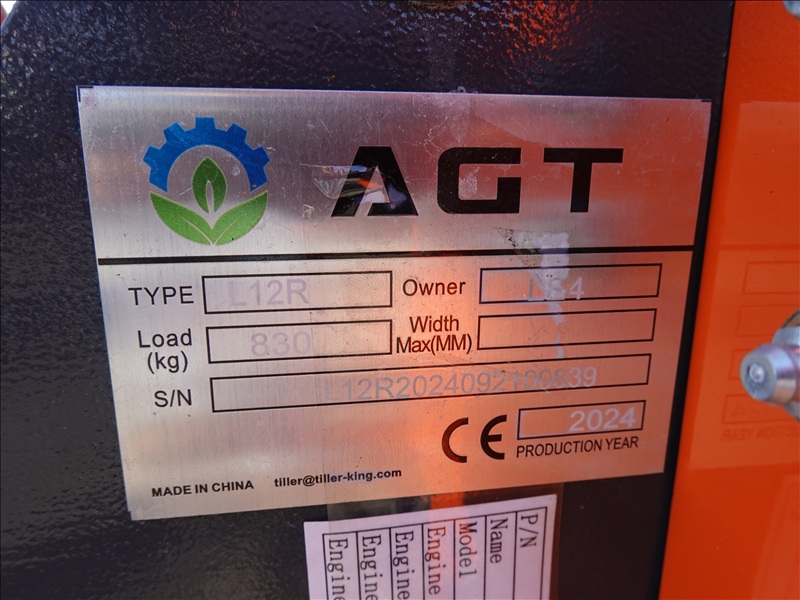 AGT
TYPE L12R Owner
Load (kg) 830 Width Max(MM)
S/N L12R2024092100839
CE 2024
PRODUCTION YEAR
MADE IN CHINA tiller@tiller-king.com
P/N
Name
Model
Engine
Engine
Engine
Engine